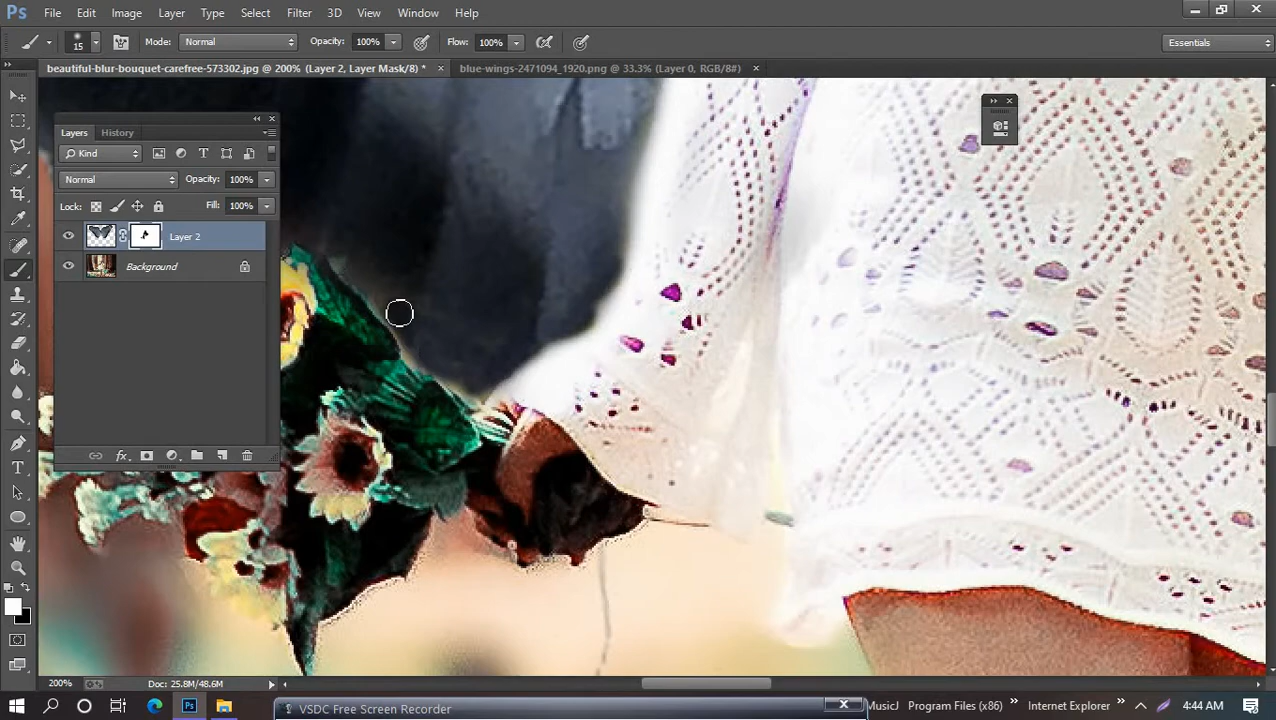 Ps File Edit Image Layer Type Select Filter 3D View Window Help
15 Mode: Normal Opacity: 100% Flow: 100% Essentials
beautiful-blur-bouquet-carefree-573302.jpg @ 200% (Layer 2, Layer Mask/8) * × blue-wings-2471094_1920.png @ 33.3% (Layer 0, RGB/8#) ×
Layers History
Kind
Normal Opacity: 100%
Lock: Fill: 100%
Layer 2
Background
fx
200% Doc: 25.8M/48.6M
Ps VSDC Free Screen Recorder MusicJ Program Files (x86) » Internet Explorer » 4:44 AM